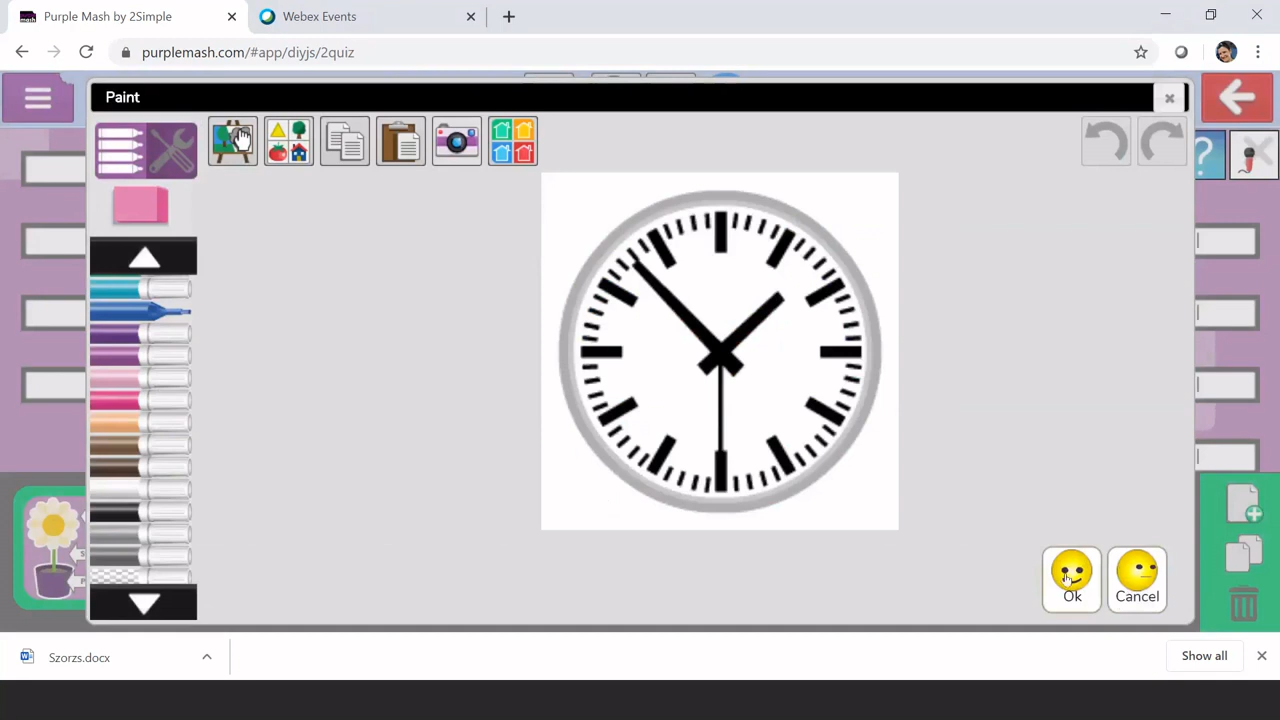 Purple Mash by 2Simple
Webex Events
purplemash.com/#app/diyjs/2quiz
Paint
Ok
Cancel
Szorzs.docx
Show all